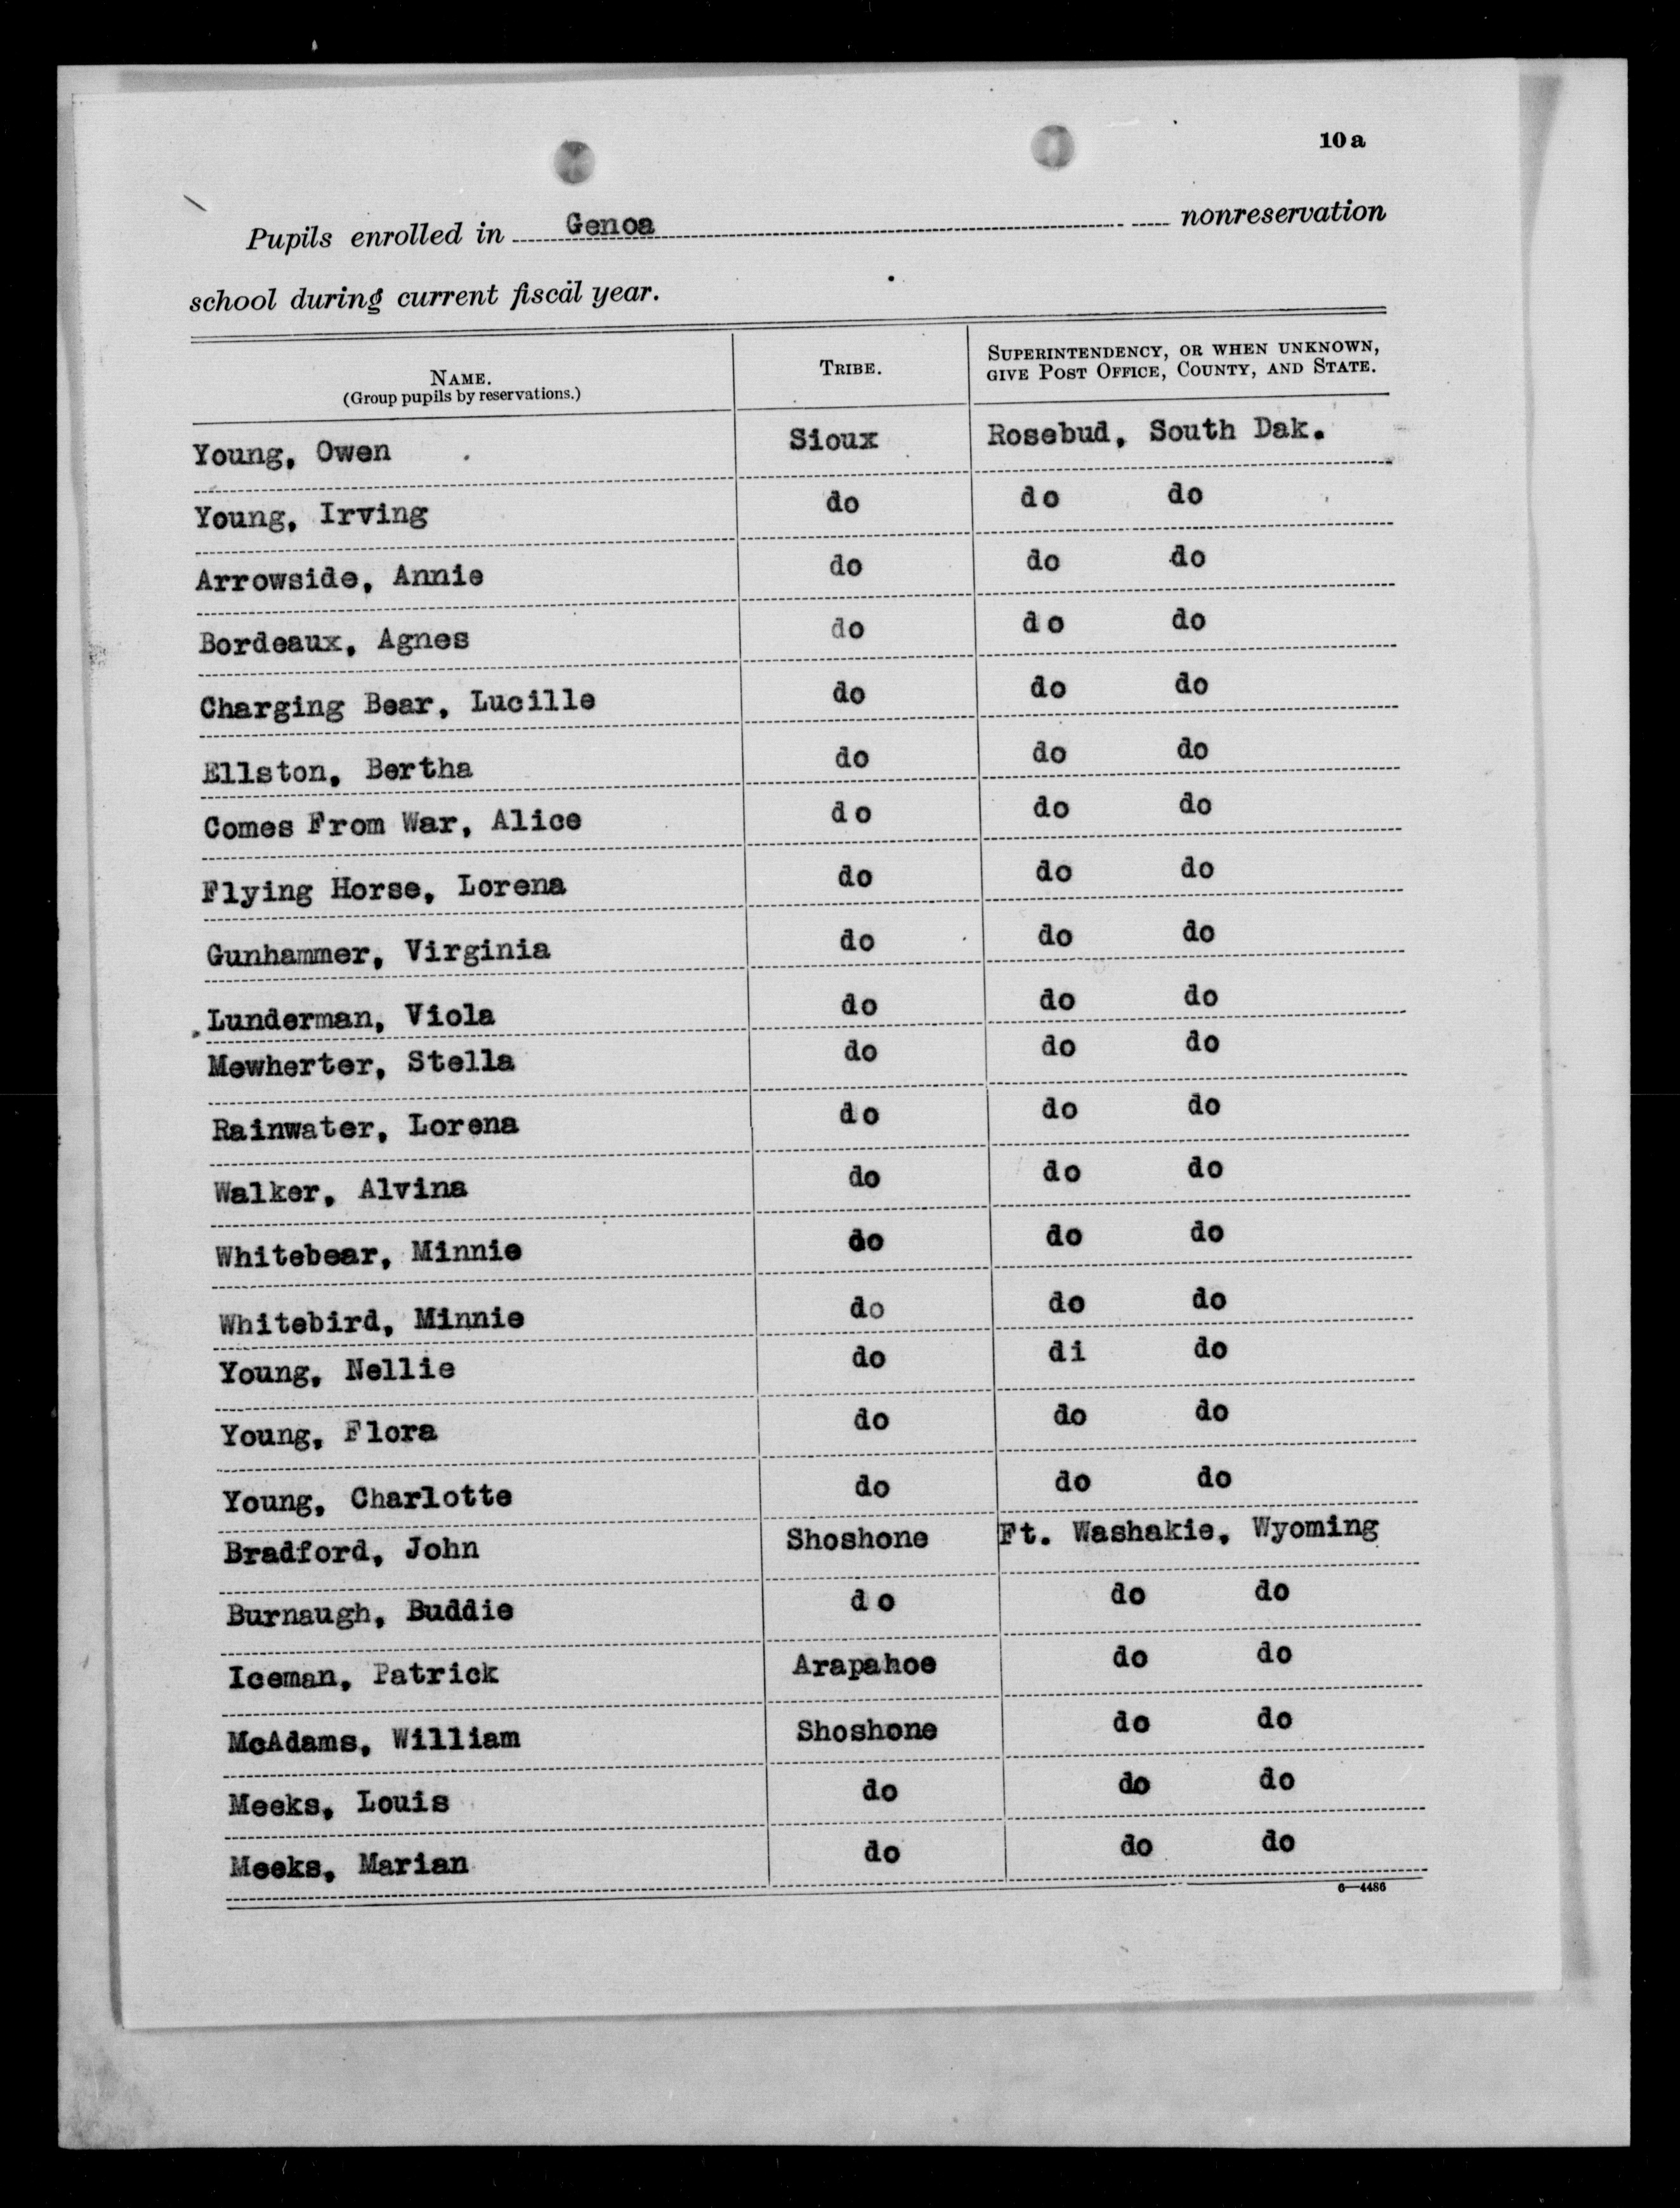 10 a
Pupils enrolled in Genoa nonreservation
school during current fiscal year.
NAME. TRIBE. SUPERINTENDENCY, OR WHEN UNKNOWN,
(Group pupils by reservations.) GIVE POST OFFICE, COUNTY, AND STATE.
Young, Owen Sioux Rosebud, South Dak.
Young, Irving do do do
Arrowside, Annie do do do
Bordeaux, Agnes do do do
Charging Bear, Lucille do do do
Ellston, Bertha do do do
Comes From War, Alice do do do
Flying Horse, Lorena do do do
Gunhammer, Virginia do do do
Lunderman, Viola do do do
Mewherter, Stella do do do
Rainwater, Lorena do do do
Walker, Alvina do do do
Whitebear, Minnie do do do
Whitebird, Minnie do do do
Young, Nellie do di do
Young, Flora do do do
Young, Charlotte do do do
Bradford, John Shoshone Ft. Washakie, Wyoming
Burnaugh, Buddie do do do
Iceman, Patrick Arapahoe do do
McAdams, William Shoshone do do
Meeks, Louis do do do
Meeks, Marian do do do
6—4486